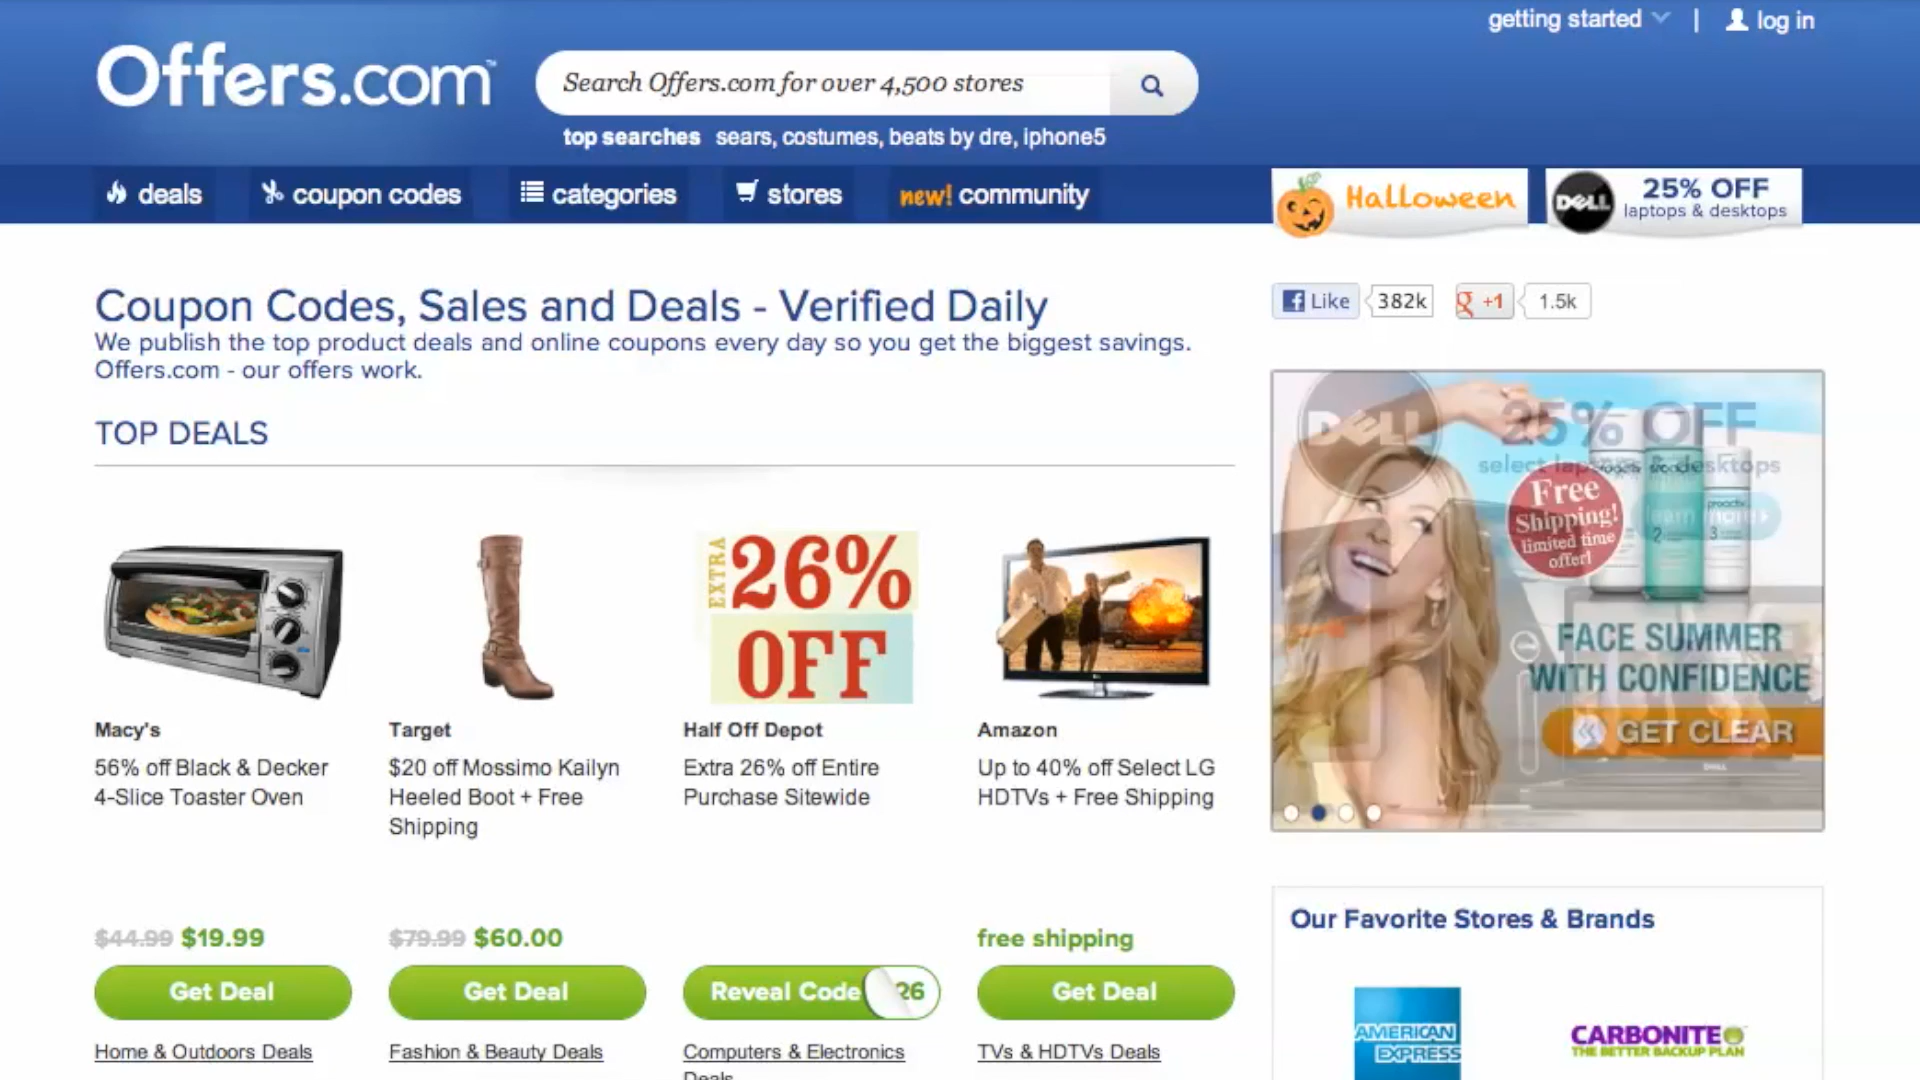 getting started | log in
Offers.com™
Search Offers.com for over 4,500 stores
top searches sears, costumes, beats by dre, iphone5
deals coupon codes categories stores new! community
Halloween
DELL
25% OFF
laptops & desktops
Coupon Codes, Sales and Deals - Verified Daily
We publish the top product deals and online coupons every day so you get the biggest savings.
Offers.com - our offers work.
Like 382k +1 1.5k
TOP DEALS
DELL
25% OFF
select laptops & desktops
learn more
Free
Shipping!
limited time
offer!
proactiv
2
3
FACE SUMMER
WITH CONFIDENCE
GET CLEAR
DELL
EXTRA
26%
OFF
LG
Macy's
56% off Black & Decker
4-Slice Toaster Oven
$44.99 $19.99
Get Deal
Home & Outdoors Deals
Target
$20 off Mossimo Kailyn
Heeled Boot + Free
Shipping
$79.99 $60.00
Get Deal
Fashion & Beauty Deals
Half Off Depot
Extra 26% off Entire
Purchase Sitewide
Reveal Code 26
Computers & Electronics
Deals
Amazon
Up to 40% off Select LG
HDTVs + Free Shipping
free shipping
Get Deal
TVs & HDTVs Deals
Our Favorite Stores & Brands
AMERICAN
EXPRESS
CARBONITE
THE BETTER BACKUP PLAN